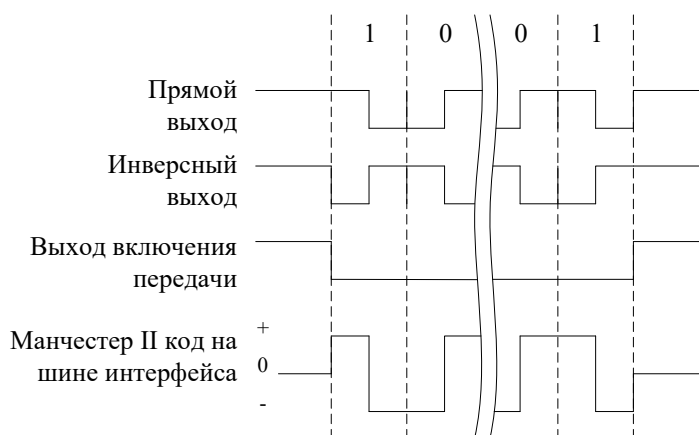 1 0 0 1
Прямой
выход
Инверсный
выход
Выход включения
передачи
Манчестер II код на
шине интерфейса
+
0
-